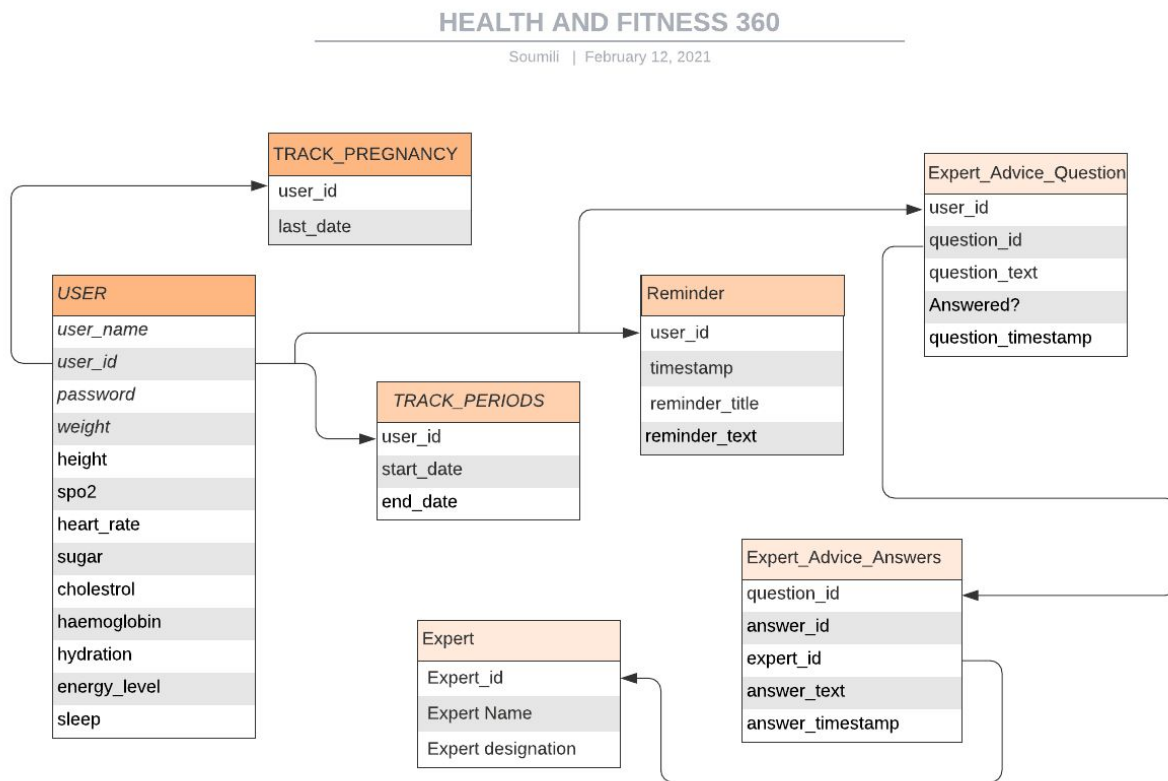 HEALTH AND FITNESS 360
Soumili | February 12, 2021
TRACK_PREGNANCY
user_id
last_date
Expert_Advice_Question
user_id
question_id
question_text
Answered?
question_timestamp
USER
user_name
user_id
password
weight
height
spo2
heart_rate
sugar
cholestrol
haemoglobin
hydration
energy_level
sleep
Reminder
user_id
timestamp
reminder_title
reminder_text
TRACK_PERIODS
user_id
start_date
end_date
Expert_Advice_Answers
question_id
answer_id
expert_id
answer_text
answer_timestamp
Expert
Expert_id
Expert Name
Expert designation